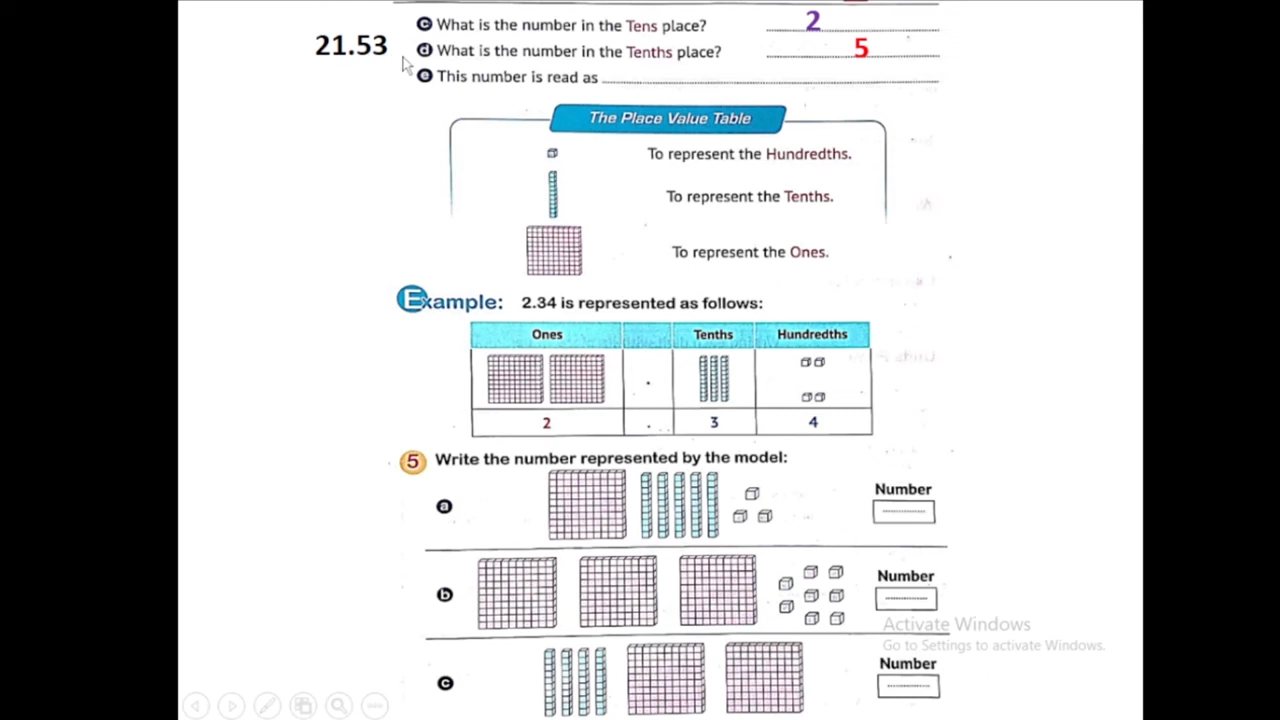 c What is the number in the Tens place? 2
21.53
d What is the number in the Tenths place? 5
e This number is read as
The Place Value Table
To represent the Hundredths.
To represent the Tenths.
To represent the Ones.
Example: 2.34 is represented as follows:
Ones Tenths Hundredths
.
2 . 3 4
5 Write the number represented by the model:
a Number
b Number
Activate Windows
Go to Settings to activate Windows.
c Number